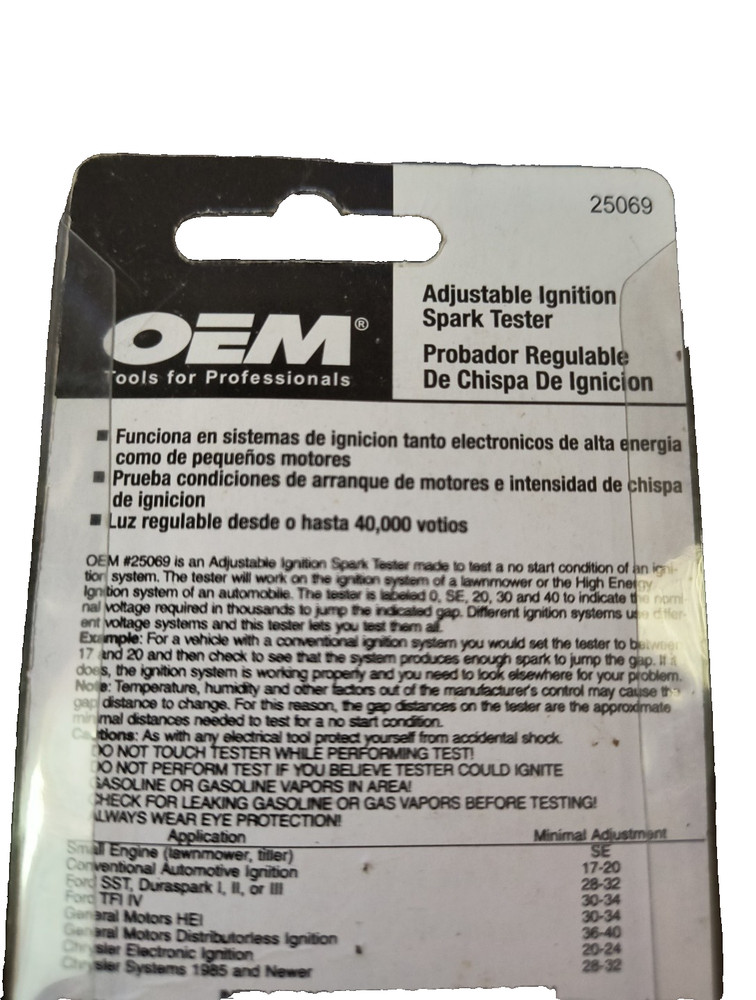 25069
OEM®
Tools for Professionals
Adjustable Ignition
Spark Tester
Probador Regulable
De Chispa De Ignicion
Funciona en sistemas de ignicion tanto electronicos de alta energia
como de pequeños motores
Prueba condiciones de arranque de motores e intensidad de chispa
de ignicion
Luz regulable desde o hasta 40,000 votios
OEM #25069 is an Adjustable Ignition Spark Tester made to test a no start condition of an igni-
tion system. The tester will work on the ignition system of a lawnmower or the High Energy
Ignition system of an automobile. The tester is labeled 0, SE, 20, 30 and 40 to indicate the nomi-
nal voltage required in thousands to jump the indicated gap. Different ignition systems use differ-
ent voltage systems and this tester lets you test them all.
Example: For a vehicle with a conventional ignition system you would set the tester to between
17 and 20 and then check to see that the system produces enough spark to jump the gap. If it
does, the ignition system is working properly and you need to look elsewhere for your problem.
Note: Temperature, humidity and other factors out of the manufacturer's control may cause the
gap distance to change. For this reason, the gap distances on the tester are the approximate
minimal distances needed to test for a no start condition.
Cautions: As with any electrical tool protect yourself from accidental shock.
DO NOT TOUCH TESTER WHILE PERFORMING TEST!
DO NOT PERFORM TEST IF YOU BELIEVE TESTER COULD IGNITE
GASOLINE OR GASOLINE VAPORS IN AREA!
CHECK FOR LEAKING GASOLINE OR GAS VAPORS BEFORE TESTING!
ALWAYS WEAR EYE PROTECTION!
Application Minimal Adjustment
Small Engine (lawnmower, tiller) SE
Conventional Automotive Ignition 17-20
Ford SST, Duraspark I, II, or III 28-32
Ford TFI IV 30-34
General Motors HEI 30-34
General Motors Distributorless Ignition 36-40
Chrysler Electronic Ignition 20-24
Chrysler Systems 1985 and Newer 28-32